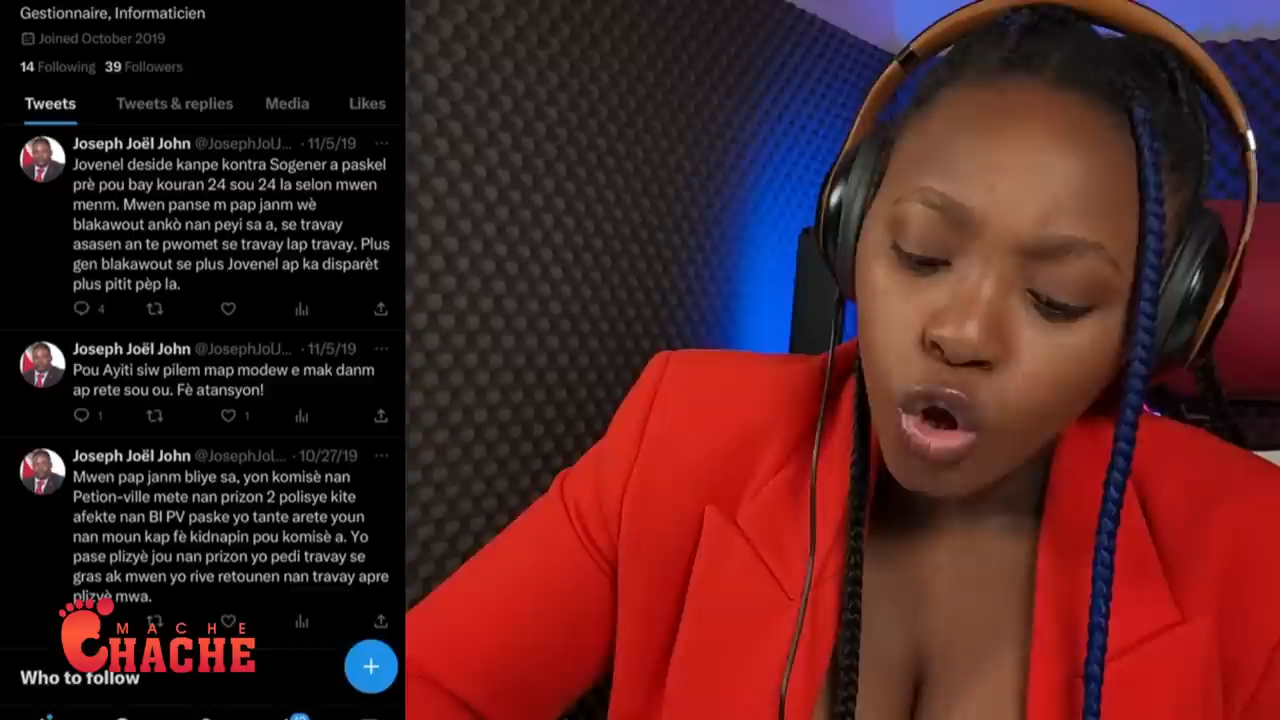 Gestionnaire, Informaticien
Joined October 2019
14 Following 39 Followers
Tweets Tweets & replies Media Likes
Joseph Joël John @JosephJolJ... · 11/5/19
Jovenel deside kanpe kontra Sogener a paskel
prè pou bay kouran 24 sou 24 la selon mwen
menm. Mwen panse m pap janm wè
blakawout ankò nan peyi sa a, se travay
asasen an te pwomet se travay lap travay. Plus
gen blakawout se plus Jovenel ap ka disparèt
plus pitit pèp la.
4
Joseph Joël John @JosephJolJ... · 11/5/19
Pou Ayiti siw pilem map modew e mak danm
ap rete sou ou. Fè atansyon!
1 1
Joseph Joël John @JosephJol... · 10/27/19
Mwen pap janm bliye sa, yon komisè nan
Petion-ville mete nan prizon 2 polisye kite
afekte nan BI PV paske yo tante arete youn
nan moun kap fè kidnapin pou komisè a. Yo
pase plizyè jou nan prizon yo pedi travay se
gras ak mwen yo rive retounen nan travay apre
plizyè mwa.
MACHE
CHACHE
Who to follow